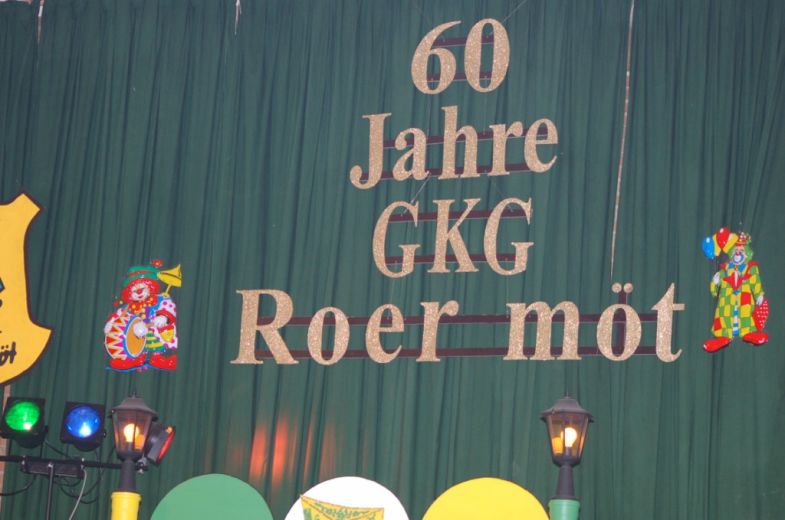 60
Jahre
GKG
Roer möt